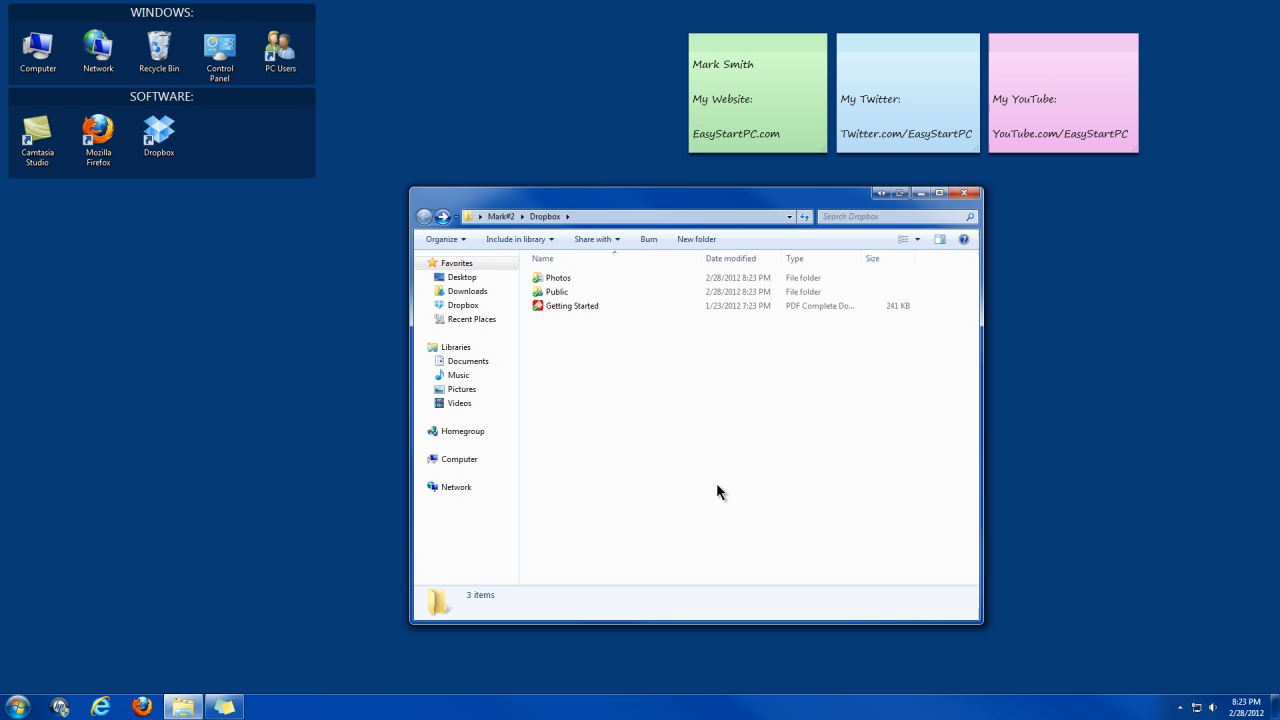 WINDOWS:
Computer
Network
Recycle Bin
Control
Panel
PC Users
SOFTWARE:
Camtasia
Studio
Mozilla
Firefox
Dropbox
Mark Smith
My Website:
EasyStartPC.com
My Twitter:
Twitter.com/EasyStartPC
My YouTube:
YouTube.com/EasyStartPC
Mark#2 Dropbox
Search Dropbox
Organize Include in library Share with Burn New folder
Name Date modified Type Size
Favorites
Desktop
Downloads
Dropbox
Recent Places
Libraries
Documents
Music
Pictures
Videos
Homegroup
Computer
Network
Photos 2/28/2012 8:23 PM File folder
Public 2/28/2012 8:23 PM File folder
Getting Started 1/23/2012 7:23 PM PDF Complete Do... 241 KB
3 items
8:23 PM
2/28/2012